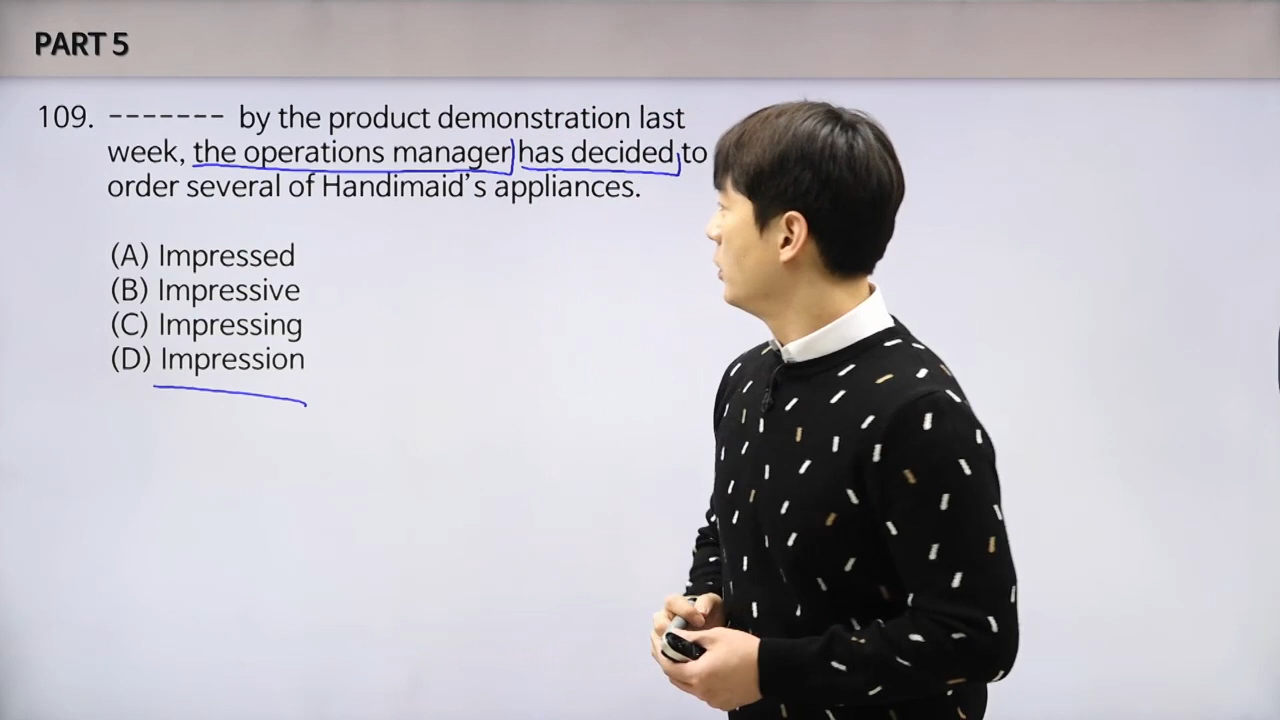 PART 5
109. ------- by the product demonstration last
week, the operations manager has decided to
order several of Handimaid's appliances.
(A) Impressed
(B) Impressive
(C) Impressing
(D) Impression